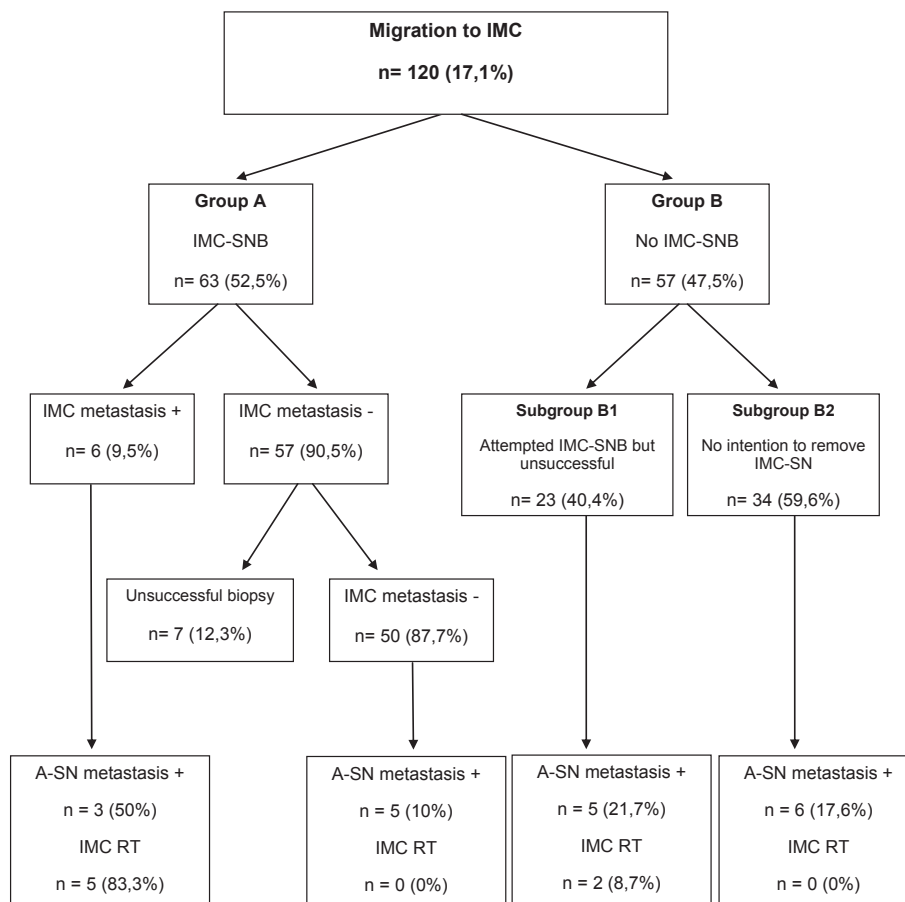 Migration to IMC
n= 120 (17,1%)
Group A
IMC-SNB
n= 63 (52,5%)
Group B
No IMC-SNB
n= 57 (47,5%)
IMC metastasis +
n= 6 (9,5%)
IMC metastasis -
n= 57 (90,5%)
Subgroup B1
Attempted IMC-SNB but
unsuccessful
n= 23 (40,4%)
Subgroup B2
No intention to remove
IMC-SN
n= 34 (59,6%)
Unsuccessful biopsy
n= 7 (12,3%)
IMC metastasis -
n= 50 (87,7%)
A-SN metastasis +
n = 3 (50%)
IMC RT
n = 5 (83,3%)
A-SN metastasis +
n = 5 (10%)
IMC RT
n = 0 (0%)
A-SN metastasis +
n = 5 (21,7%)
IMC RT
n = 2 (8,7%)
A-SN metastasis +
n = 6 (17,6%)
IMC RT
n = 0 (0%)